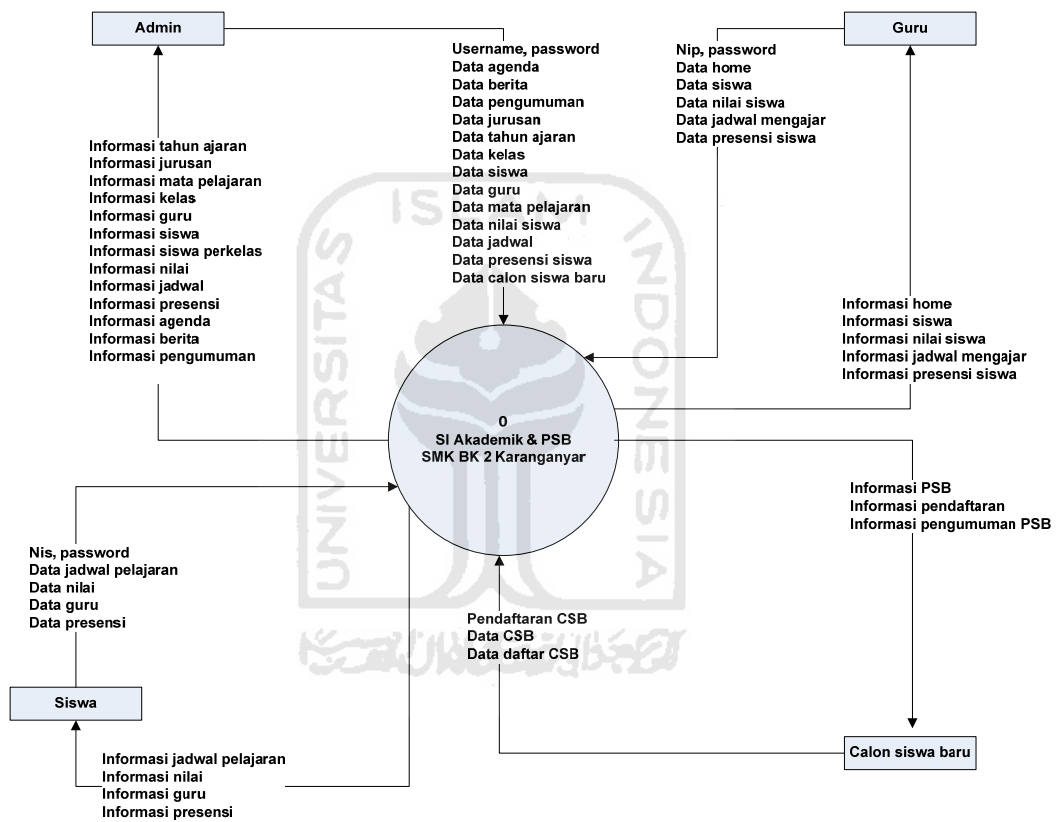 Admin
Guru
Username, password
Data agenda
Data berita
Data pengumuman
Data jurusan
Data tahun ajaran
Data kelas
Data siswa
Data guru
Data mata pelajaran
Data nilai siswa
Data jadwal
Data presensi siswa
Data calon siswa baru
Nip, password
Data home
Data siswa
Data nilai siswa
Data jadwal mengajar
Data presensi siswa
Informasi tahun ajaran
Informasi jurusan
Informasi mata pelajaran
Informasi kelas
Informasi guru
Informasi siswa
Informasi siswa perkelas
Informasi nilai
Informasi jadwal
Informasi presensi
Informasi agenda
Informasi berita
Informasi pengumuman
Informasi home
Informasi siswa
Informasi nilai siswa
Informasi jadwal mengajar
Informasi presensi siswa
UNIVERSITAS
ISLAM
INDONESIA
0
SI Akademik & PSB
SMK BK 2 Karanganyar
Informasi PSB
Informasi pendaftaran
Informasi pengumuman PSB
Nis, password
Data jadwal pelajaran
Data nilai
Data guru
Data presensi
Pendaftaran CSB
Data CSB
Data daftar CSB
Siswa
Calon siswa baru
Informasi jadwal pelajaran
Informasi nilai
Informasi guru
Informasi presensi